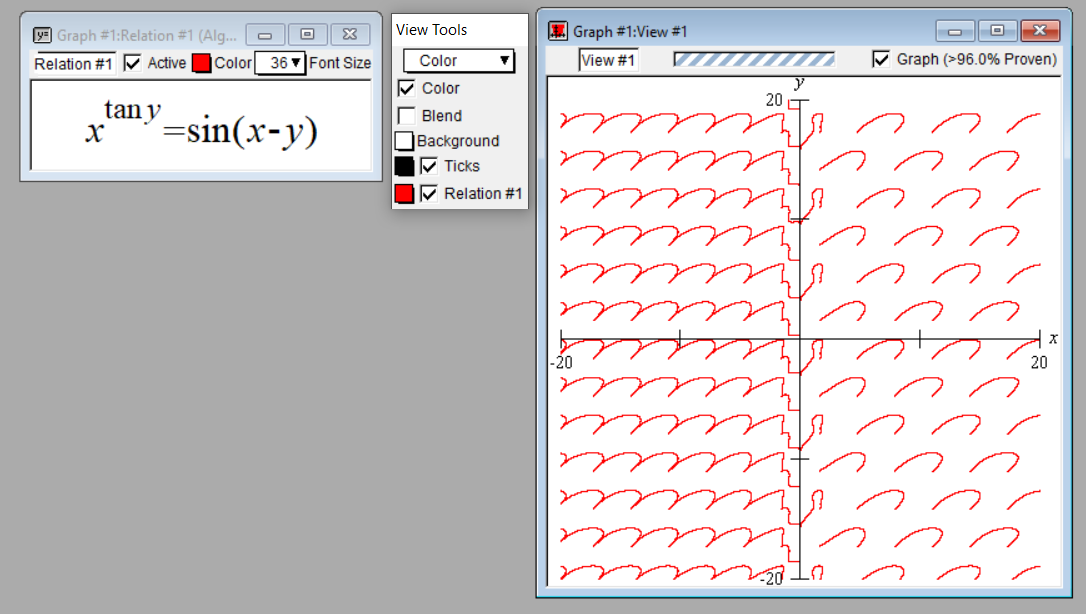 Graph #1:Relation #1 (Alg...
Relation #1 Active Color 36 Font Size
x^tan y=sin(x-y)
View Tools
Color
Color
Blend
Background
Ticks
Relation #1
Graph #1:View #1
View #1 Graph (>96.0% Proven)
y
20
x
-20
20
-20